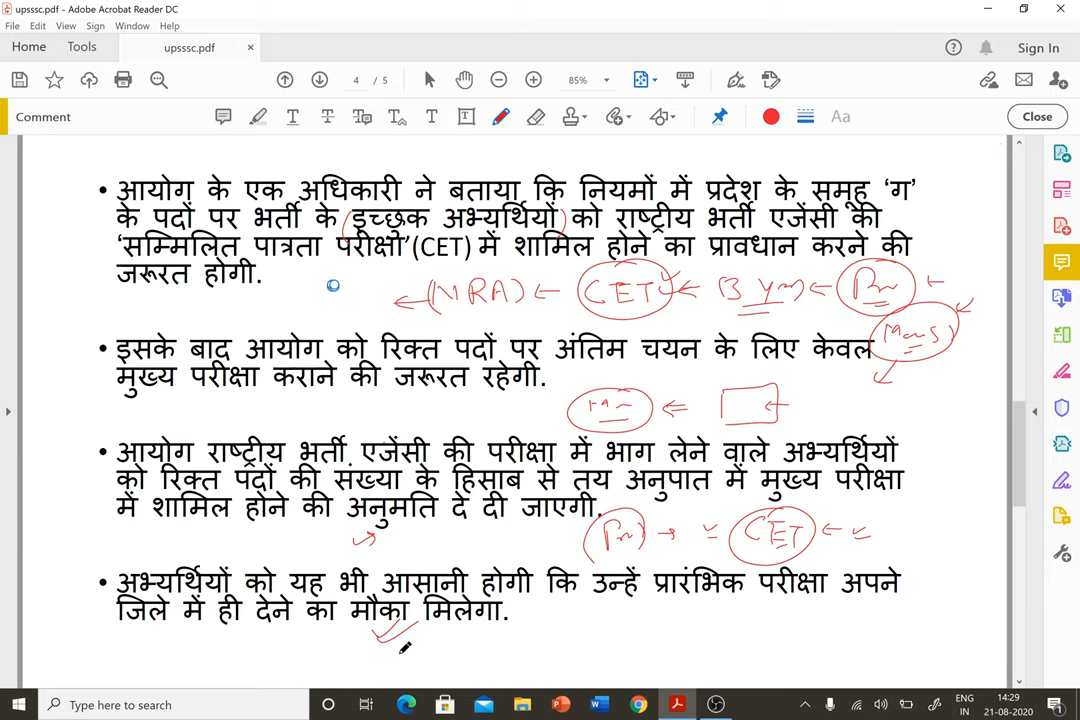 upsssc.pdf - Adobe Acrobat Reader DC
File Edit View Sign Window Help
Home Tools upsssc.pdf × Sign In
4 / 5 85%
Comment Close
• आयोग के एक अधिकारी ने बताया कि नियमों में प्रदेश के समूह ‘ग’
के पदों पर भर्ती के इच्छुक अभ्यर्थियों को राष्ट्रीय भर्ती एजेंसी की
‘सम्मिलित पात्रता परीक्षा’(CET) में शामिल होने का प्रावधान करने की
जरूरत होगी.
(NRA) CET 3 Pre
Mains
• इसके बाद आयोग को रिक्त पदों पर अंतिम चयन के लिए केवल
मुख्य परीक्षा कराने की जरूरत रहेगी.
• आयोग राष्ट्रीय भर्ती एजेंसी की परीक्षा में भाग लेने वाले अभ्यर्थियों
को रिक्त पदों की संख्या के हिसाब से तय अनुपात में मुख्य परीक्षा
में शामिल होने की अनुमति दे दी जाएगी.
Pre CET
• अभ्यर्थियों को यह भी आसानी होगी कि उन्हें प्रारंभिक परीक्षा अपने
जिले में ही देने का मौका मिलेगा.
Type here to search
ENG
IN
14:29
21-08-2020